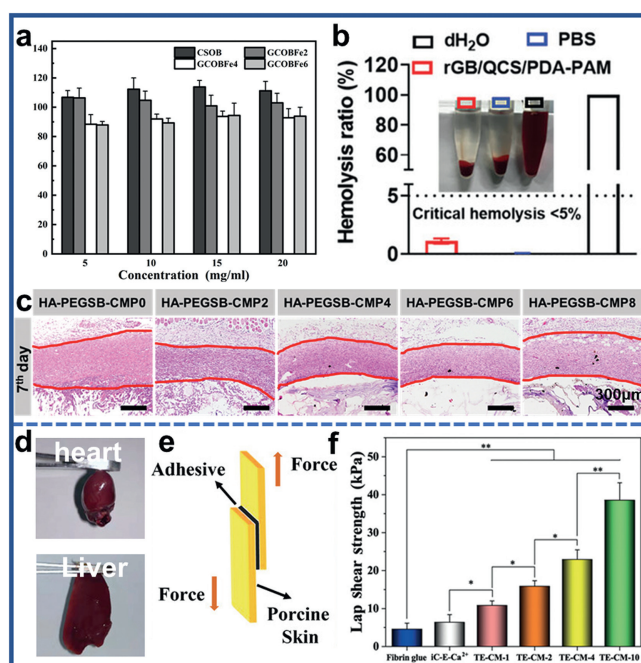 a
CSOB
GCOBFe2
GCOBFe4
GCOBFe6
120
100
80
60
40
20
0
5
10
15
20
Concentration (mg/ml)
b
dH₂O
PBS
rGB/QCS/PDA-PAM
Hemolysis ratio (%)
100
80
60
5
0
Critical hemolysis <5%
c
HA-PEGSB-CMP0
HA-PEGSB-CMP2
HA-PEGSB-CMP4
HA-PEGSB-CMP6
HA-PEGSB-CMP8
7th day
300μm
d
heart
Liver
e
Adhesive
Force
Force
Porcine
Skin
f
Lap shear strength (kPa)
50
40
30
20
10
0
**
**
*
*
*
Fibrin glue
iC-E-Ca²⁺
TE-CM-1
TE-CM-2
TE-CM-4
TE-CM-10